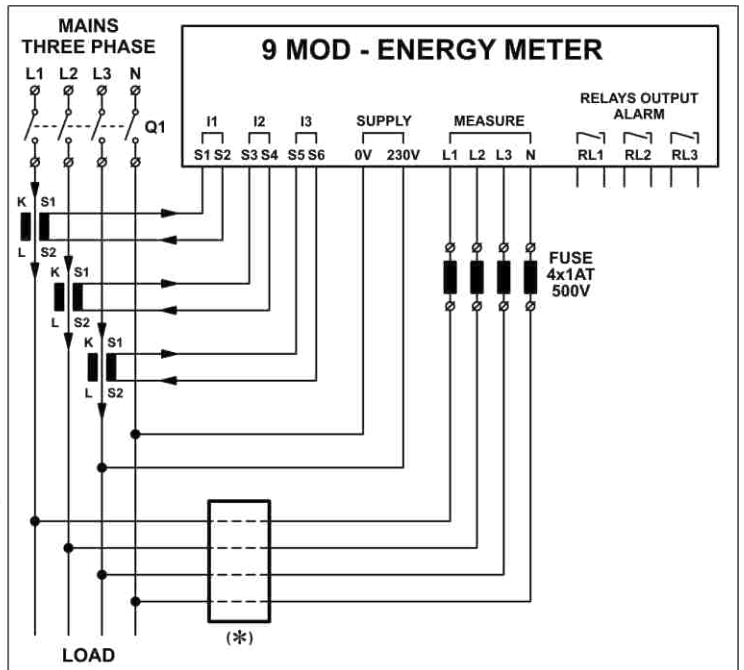 MAINS
THREE PHASE
L1 L2 L3 N
Q1
9 MOD - ENERGY METER
I1 I2 I3 SUPPLY MEASURE
RELAYS OUTPUT
ALARM
S1 S2 S3 S4 S5 S6 0V 230V L1 L2 L3 N RL1 RL2 RL3
K S1
L S2
K S1
L S2
K S1
L S2
FUSE
4x1AT
500V
(*)
LOAD